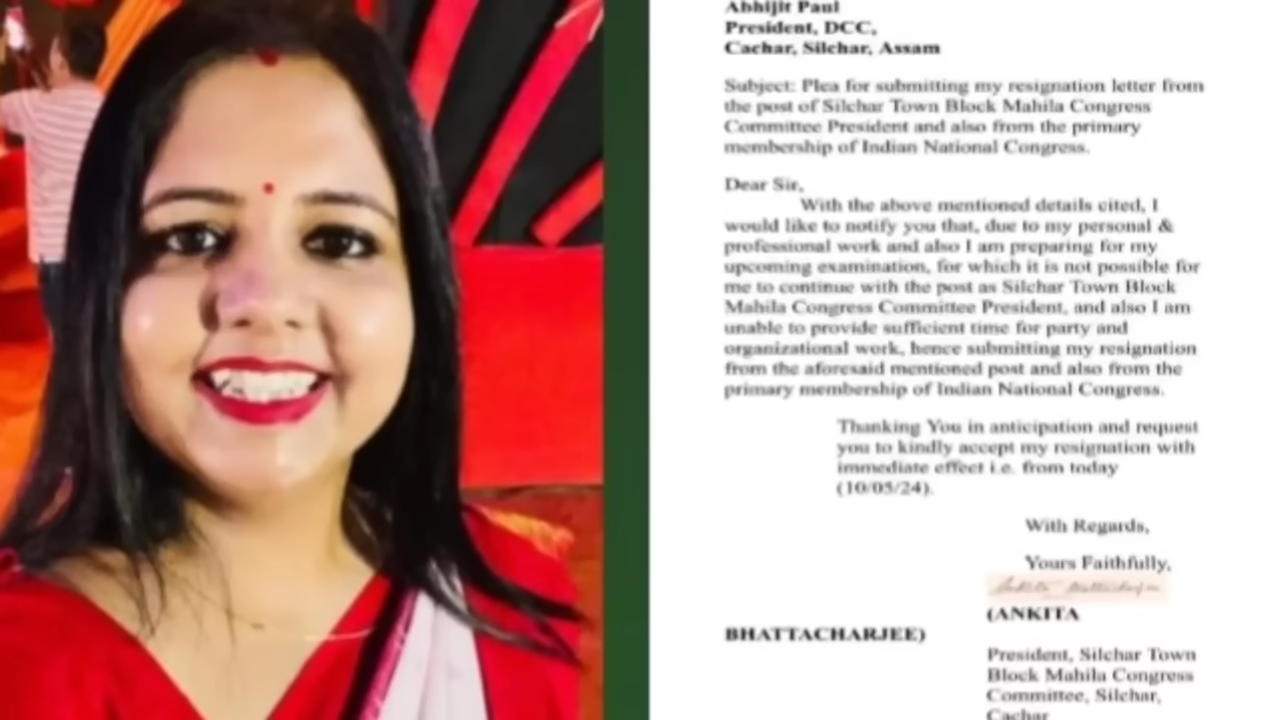 Abhijit Paul
President, DCC,
Cachar, Silchar, Assam
Subject: Plea for submitting my resignation letter from
the post of Silchar Town Block Mahila Congress
Committee President and also from the primary
membership of Indian National Congress.
Dear Sir,
With the above mentioned details cited, I
would like to notify you that, due to my personal &
professional work and also I am preparing for my
upcoming examination, for which it is not possible for
me to continue with the post as Silchar Town Block
Mahila Congress Committee President, and also I am
unable to provide sufficient time for party and
organizational work, hence submitting my resignation
from the aforesaid mentioned post and also from the
primary membership of Indian National Congress.
Thanking You in anticipation and request
you to kindly accept my resignation with
immediate effect i.e. from today
(10/05/24).
With Regards,
Yours Faithfully,
Ankita Bhattacharjee
(ANKITA
BHATTACHARJEE)
President, Silchar Town
Block Mahila Congress
Committee, Silchar,
Cachar